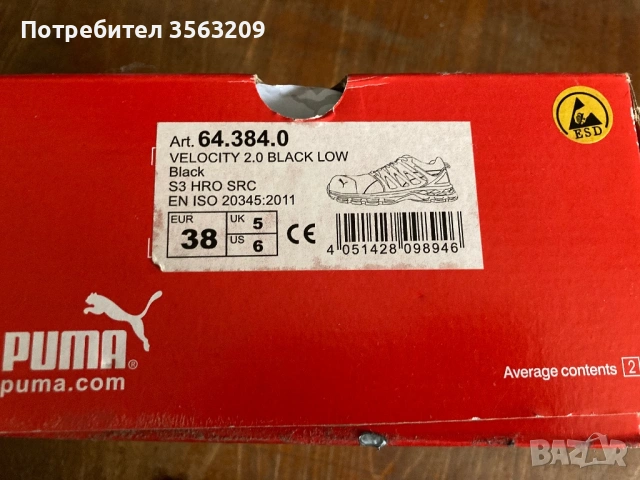 Потребител 3563209
Art. 64.384.0
VELOCITY 2.0 BLACK LOW
Black
S3 HRO SRC
EN ISO 20345:2011
EUR 38
UK 5
US 6
CE
4 051428 098946
ESD
PUMA®
puma.com
Average contents 2
BAZAR